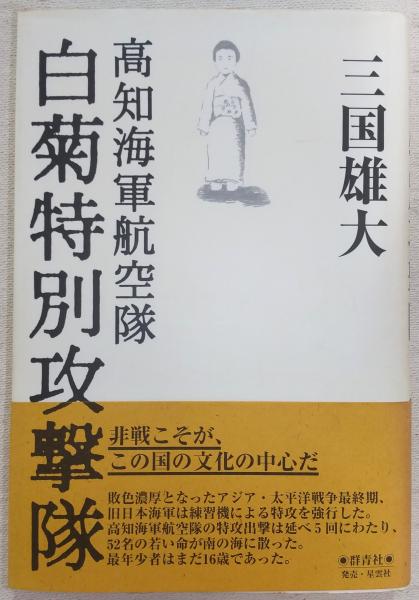 三国雄大
高知海軍航空隊
白菊特別攻撃隊
非戦こそが、
この国の文化の中心だ
敗色濃厚となったアジア・太平洋戦争最終期、
旧日本海軍は練習機による特攻を強行した。
高知海軍航空隊の特攻出撃は延べ5回にわたり、
52名の若い命が南の海に散った。
最年少者はまだ16歳であった。
◉群青社◉
発売・星雲社